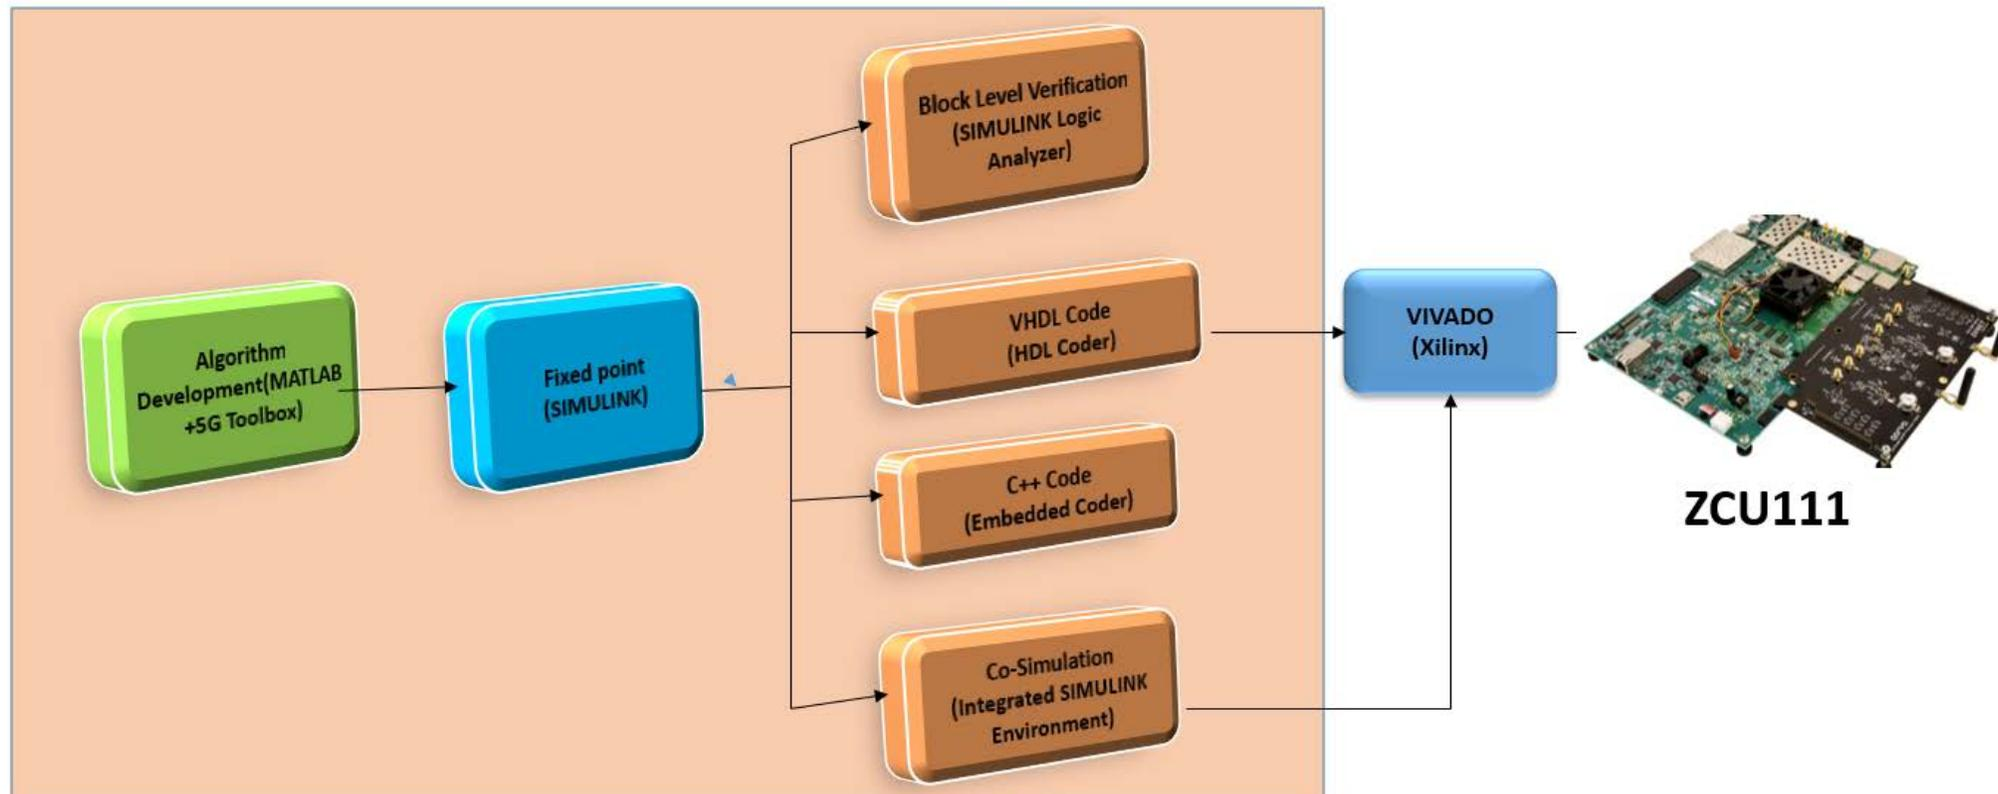 Block Level Verification
(SIMULINK Logic
Analyzer)
Algorithm
Development(MATLAB
+5G Toolbox)
Fixed point
(SIMULINK)
VHDL Code
(HDL Coder)
VIVADO
(Xilinx)
C++ Code
(Embedded Coder)
ZCU111
Co-Simulation
(Integrated SIMULINK
Environment)